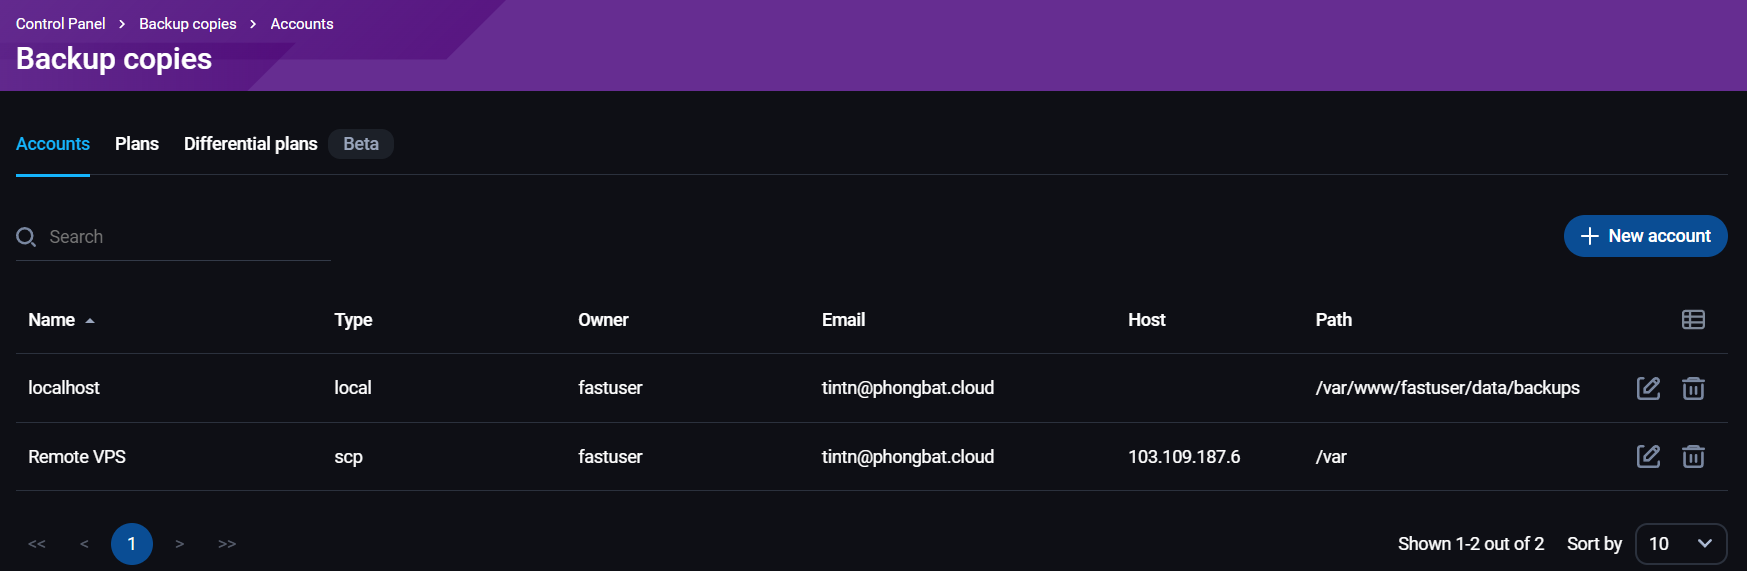 Control Panel > Backup copies > Accounts
Backup copies
Accounts Plans Differential plans Beta
Search
+ New account
Name Type Owner Email Host Path
localhost local fastuser tintn@phongbat.cloud /var/www/fastuser/data/backups
Remote VPS scp fastuser tintn@phongbat.cloud 103.109.187.6 /var
<< < 1 > >> Shown 1-2 out of 2 Sort by 10